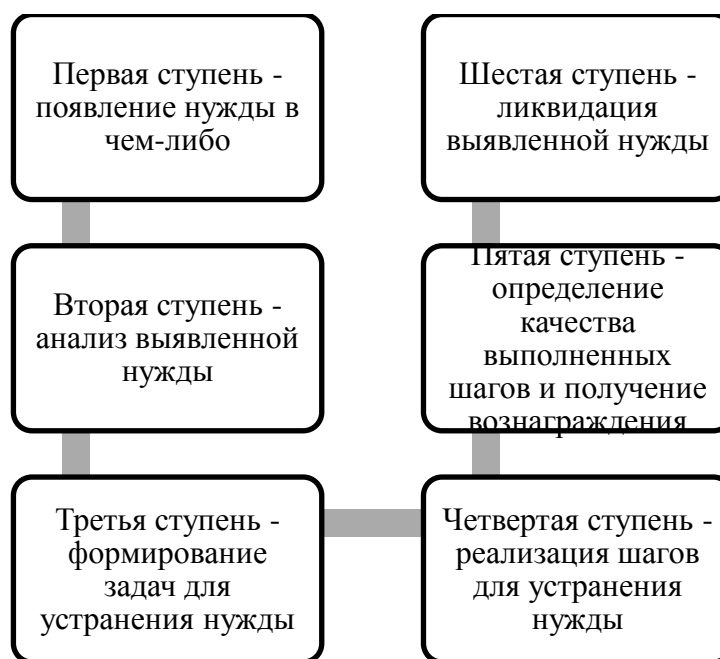 Первая ступень -
появление нужды в
чем-либо
Вторая ступень -
анализ выявленной
нужды
Третья ступень -
формирование
задач для
устранения нужды
Четвертая ступень -
реализация шагов
для устранения
нужды
Пятая ступень -
определение
качества
выполненных
шагов и получение
вознаграждения
Шестая ступень -
ликвидация
выявленной нужды